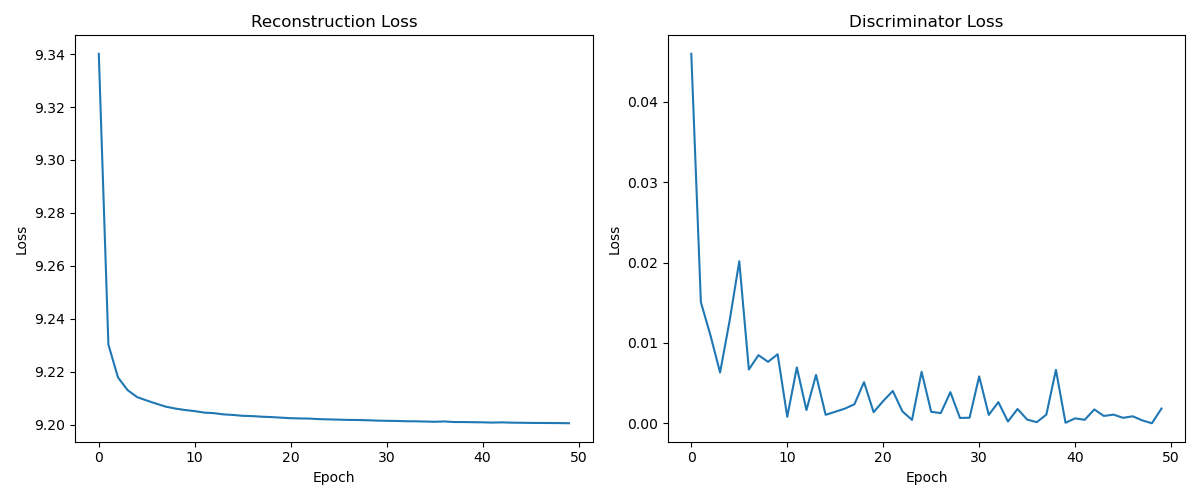 Reconstruction Loss
9.34
9.32
9.30
9.28
9.26
9.24
9.22
9.20
Loss
0 10 20 30 40 50
Epoch
Discriminator Loss
0.04
0.03
0.02
0.01
0.00
Loss
0 10 20 30 40 50
Epoch